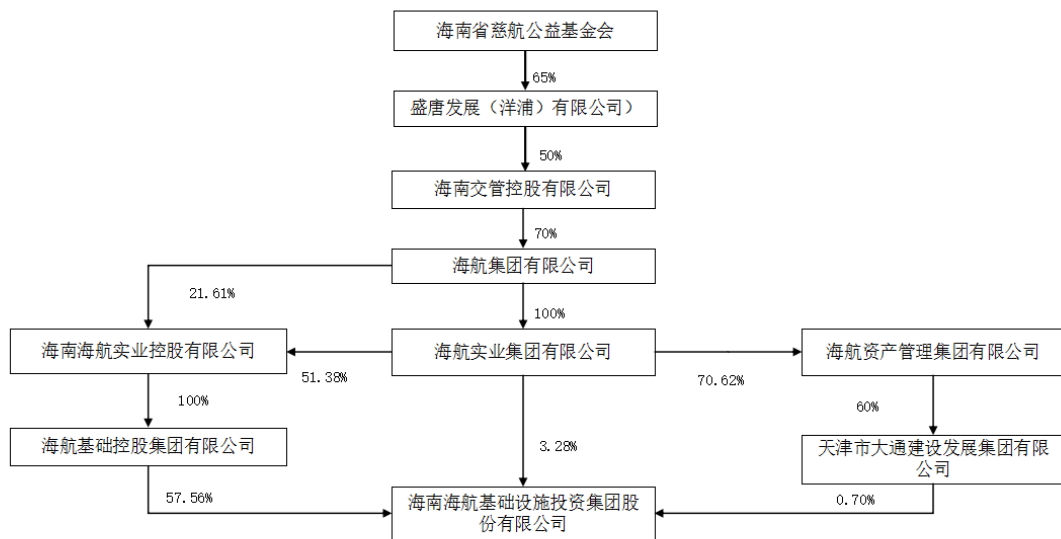 海南省慈航公益基金会
65%
盛唐发展（洋浦）有限公司）
50%
海南交管控股有限公司
70%
海航集团有限公司
21.61%
100%
海南海航实业控股有限公司
海航实业集团有限公司
海航资产管理集团有限公司
51.38%
70.62%
100%
60%
海航基础控股集团有限公司
3.28%
天津市大通建设发展集团有限
公司
57.56%
0.70%
海南海航基础设施投资集团股
份有限公司